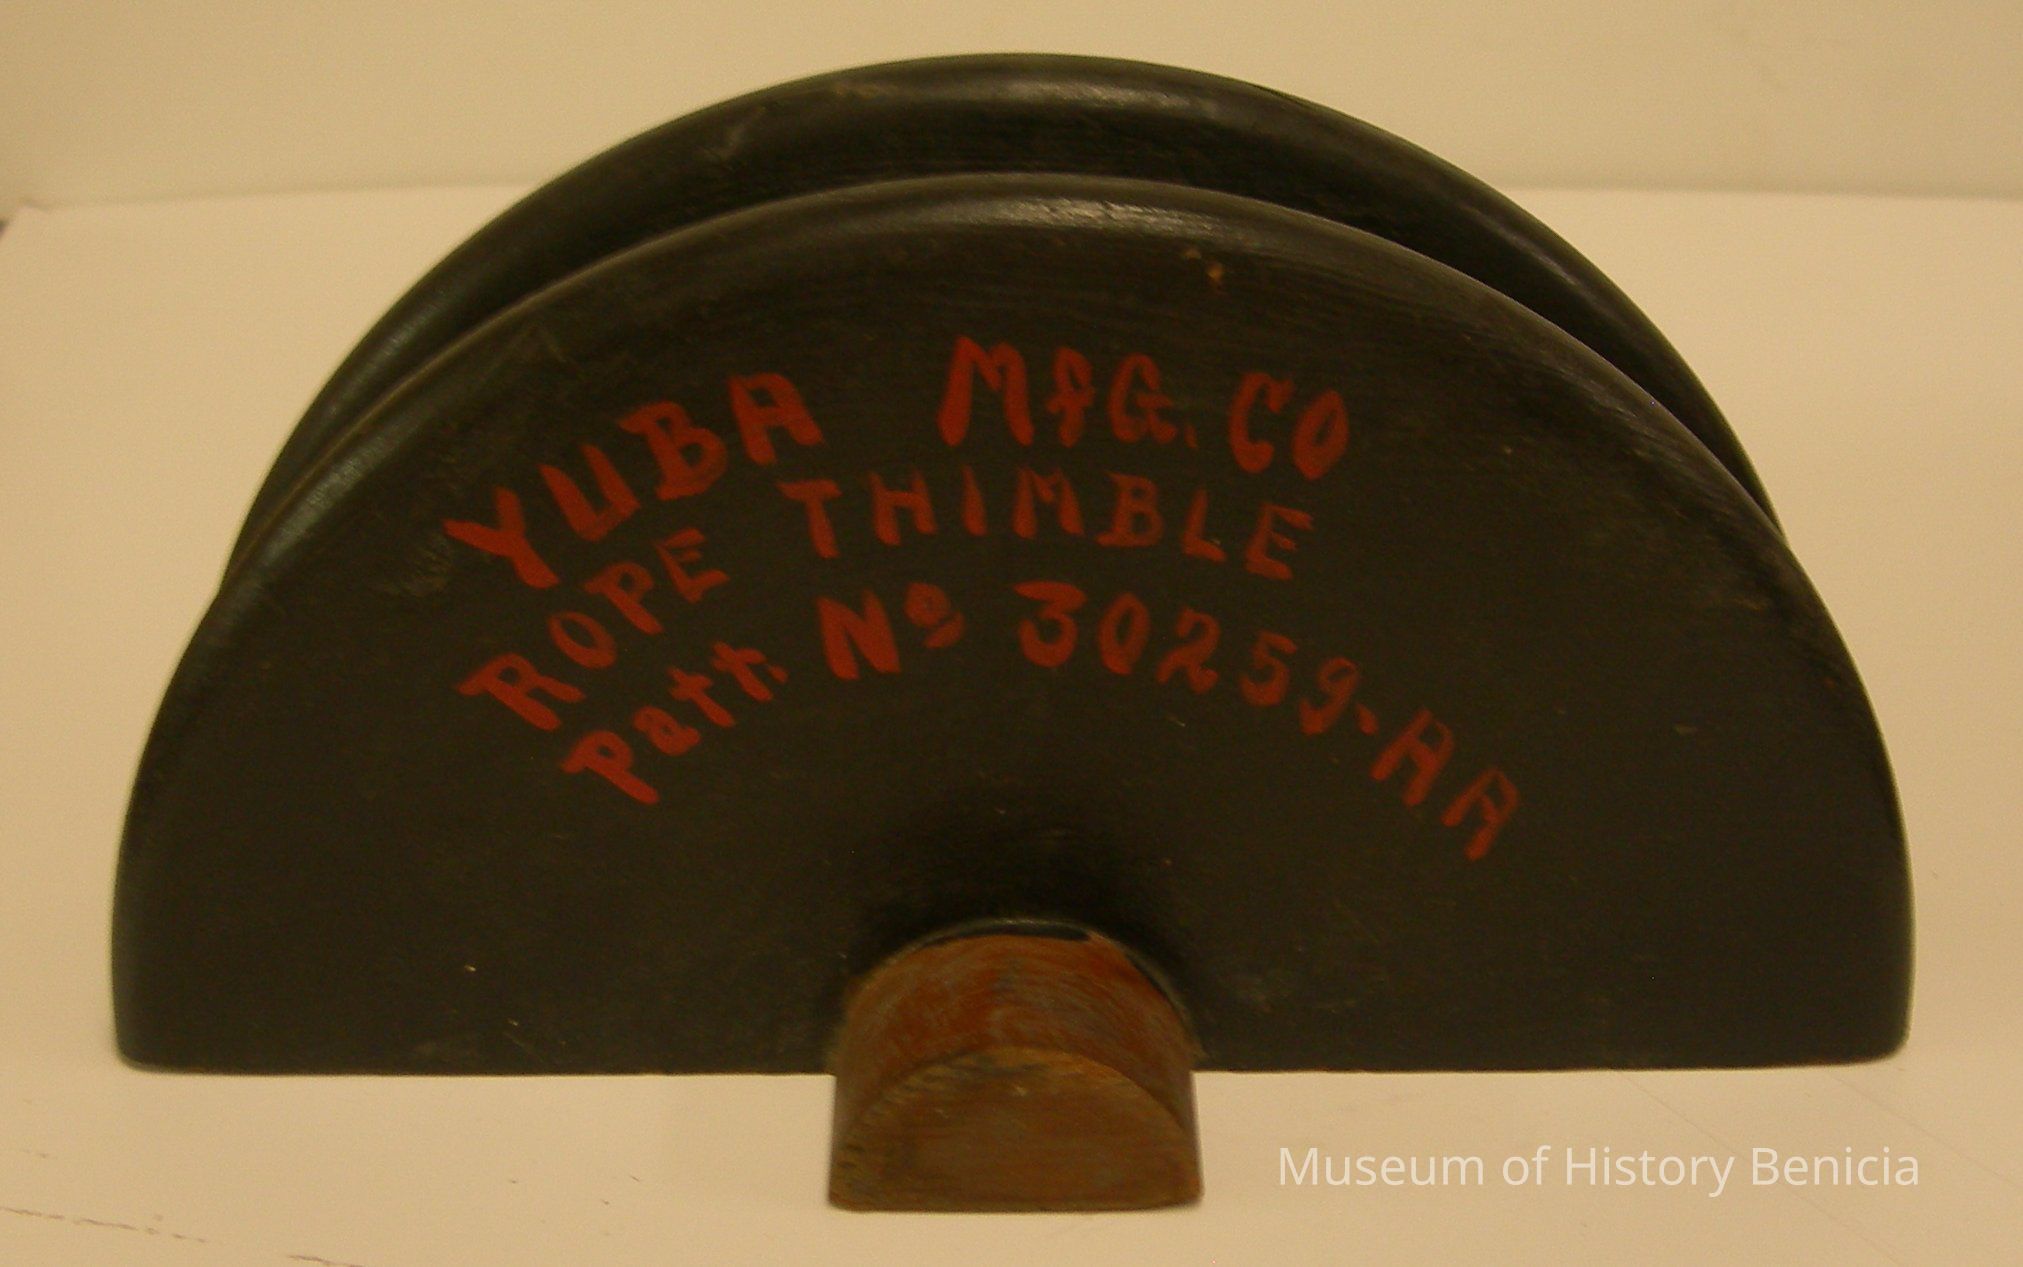 YUBA MfG. CO
ROPE THIMBLE
Patt. Nº 30259-AA
Museum of History Benicia